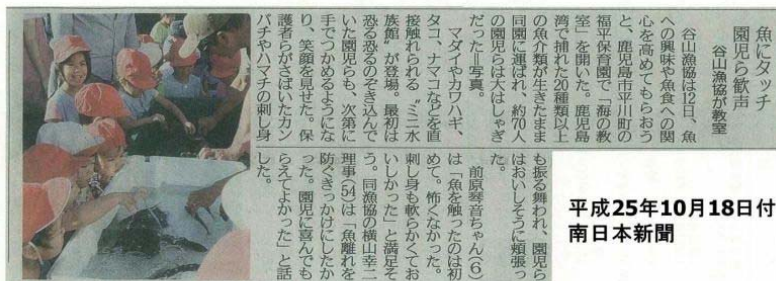 魚にタッチ
園児ら歓声
谷山漁協が教室
谷山漁協は12日、魚
への興味や魚食への関
心を高めてもらおう
と、鹿児島市平川町の
福平保育園で「海の教
室」を開いた。鹿児島
湾で捕れた20種類以上
の魚介類が生きたまま
同園に運ばれ、約70人
の園児らは大はしゃぎ
だった＝写真。
マダイやカワハギ、
タコ、ナマコなどを直
接触れられる〝ミニ水
族館〟が登場。最初は
恐る恐るのぞき込んで
いた園児らも、次第に
手でつかめるようにな
り、笑顔を見せた。保
護者らがさばいたカン
パチやハマチの刺し身
も振る舞われ、園児ら
はおいしそうに頬張っ
た。
前原琴音ちゃん(6)
は「魚を触ったのは初
めて。怖くなかった。
刺し身も軟らかくてお
いしかった」と満足そ
う。同漁協の横山幸二
理事(54)は「魚離れを
防ぐきっかけにしたか
った。園児に喜んでも
らえてよかった」と話
した。
平成25年10月18日付
南日本新聞